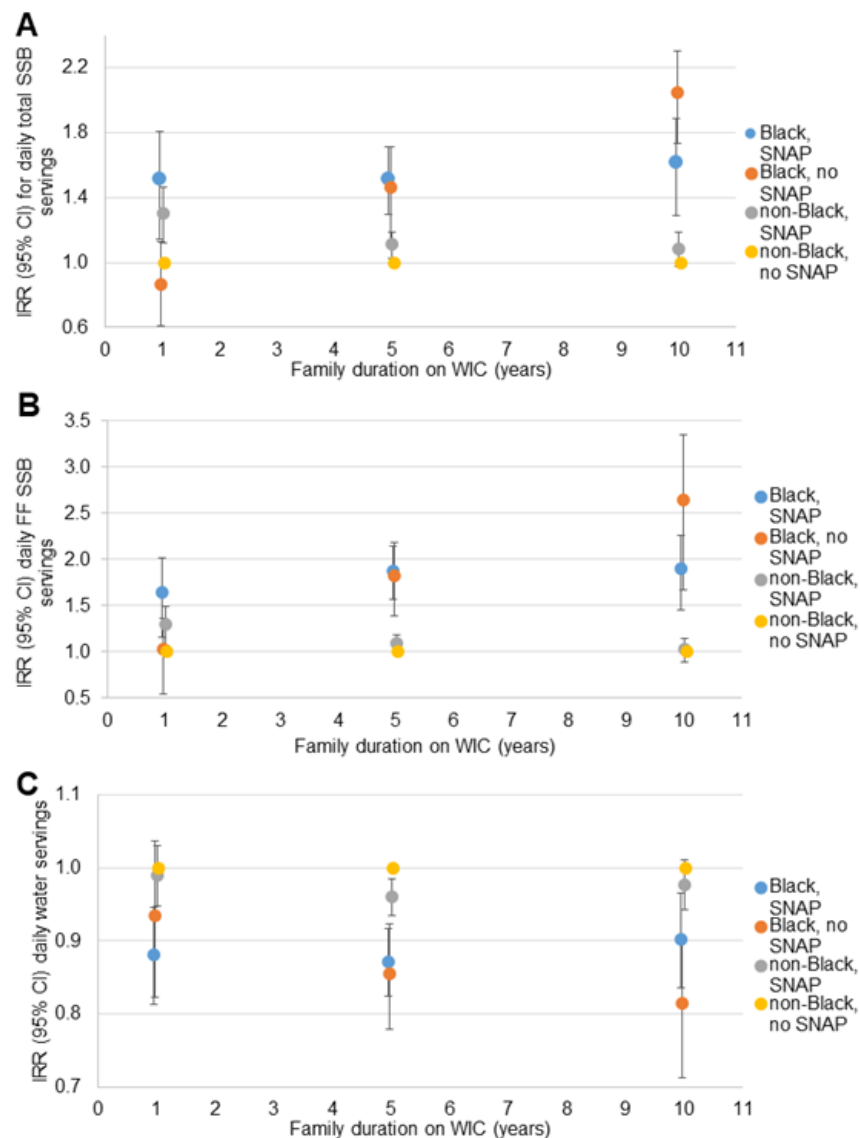 A
IRR (95% CI) for daily total SSB
servings
2.2
1.8
1.4
1.0
0.6
0 1 2 3 4 5 6 7 8 9 10 11
Family duration on WIC (years)
Black,
SNAP
Black, no
SNAP
non-Black,
SNAP
non-Black,
no SNAP
B
IRR (95% CI) daily FF SSB
servings
3.5
3.0
2.5
2.0
1.5
1.0
0.5
0 1 2 3 4 5 6 7 8 9 10 11
Family duration on WIC (years)
Black,
SNAP
Black, no
SNAP
non-Black,
SNAP
non-Black,
no SNAP
C
IRR (95% CI) daily water servings
1.1
1.0
0.9
0.8
0.7
0 1 2 3 4 5 6 7 8 9 10 11
Family duration on WIC (years)
Black,
SNAP
Black, no
SNAP
non-Black,
SNAP
non-Black,
no SNAP